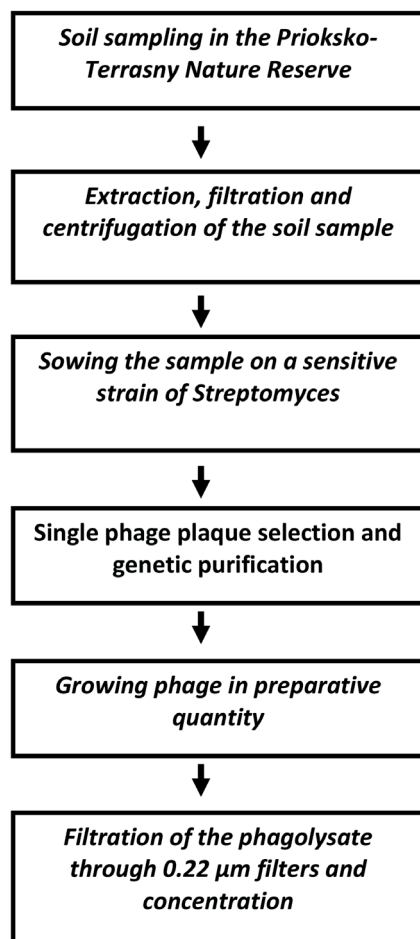 Soil sampling in the Prioksko-
Terrasny Nature Reserve
Extraction, filtration and
centrifugation of the soil sample
Sowing the sample on a sensitive
strain of Streptomyces
Single phage plaque selection and
genetic purification
Growing phage in preparative
quantity
Filtration of the phagolysate
through 0.22 μm filters and
concentration